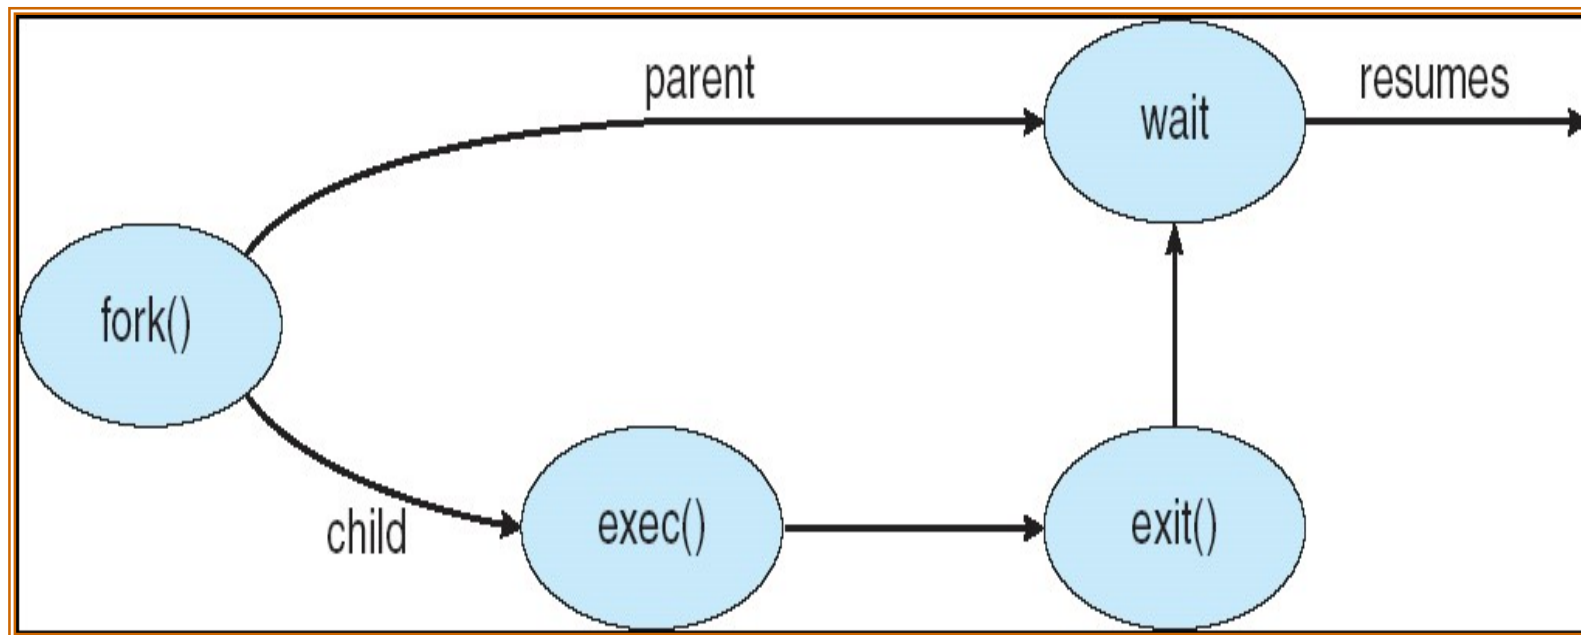 parent
resumes
wait
fork()
child
exec()
exit()